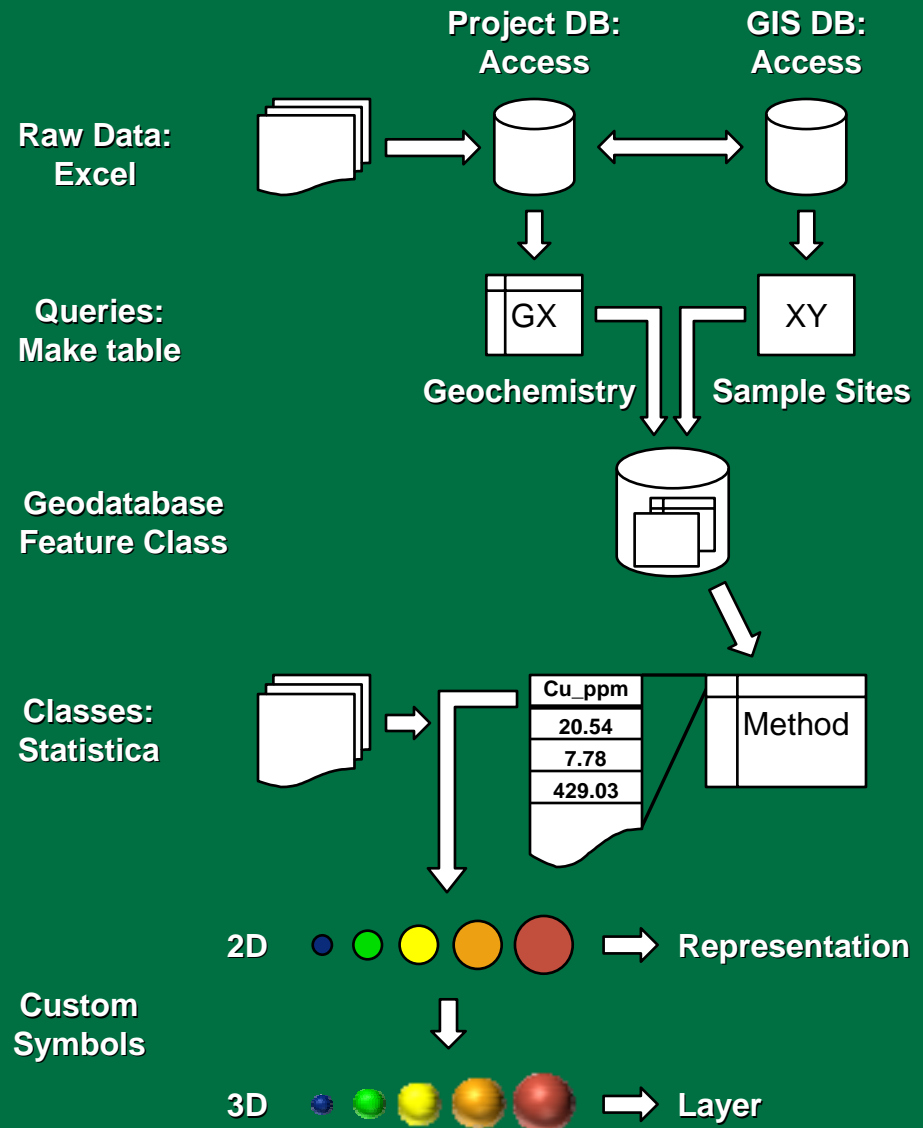 Project DB:
Access
GIS DB:
Access
Raw Data:
Excel
Queries:
Make table
GX
XY
Geochemistry
Sample Sites
Geodatabase
Feature Class
Classes:
Statistica
Cu_ppm
20.54
7.78
429.03
Method
2D
Representation
Custom
Symbols
3D
Layer